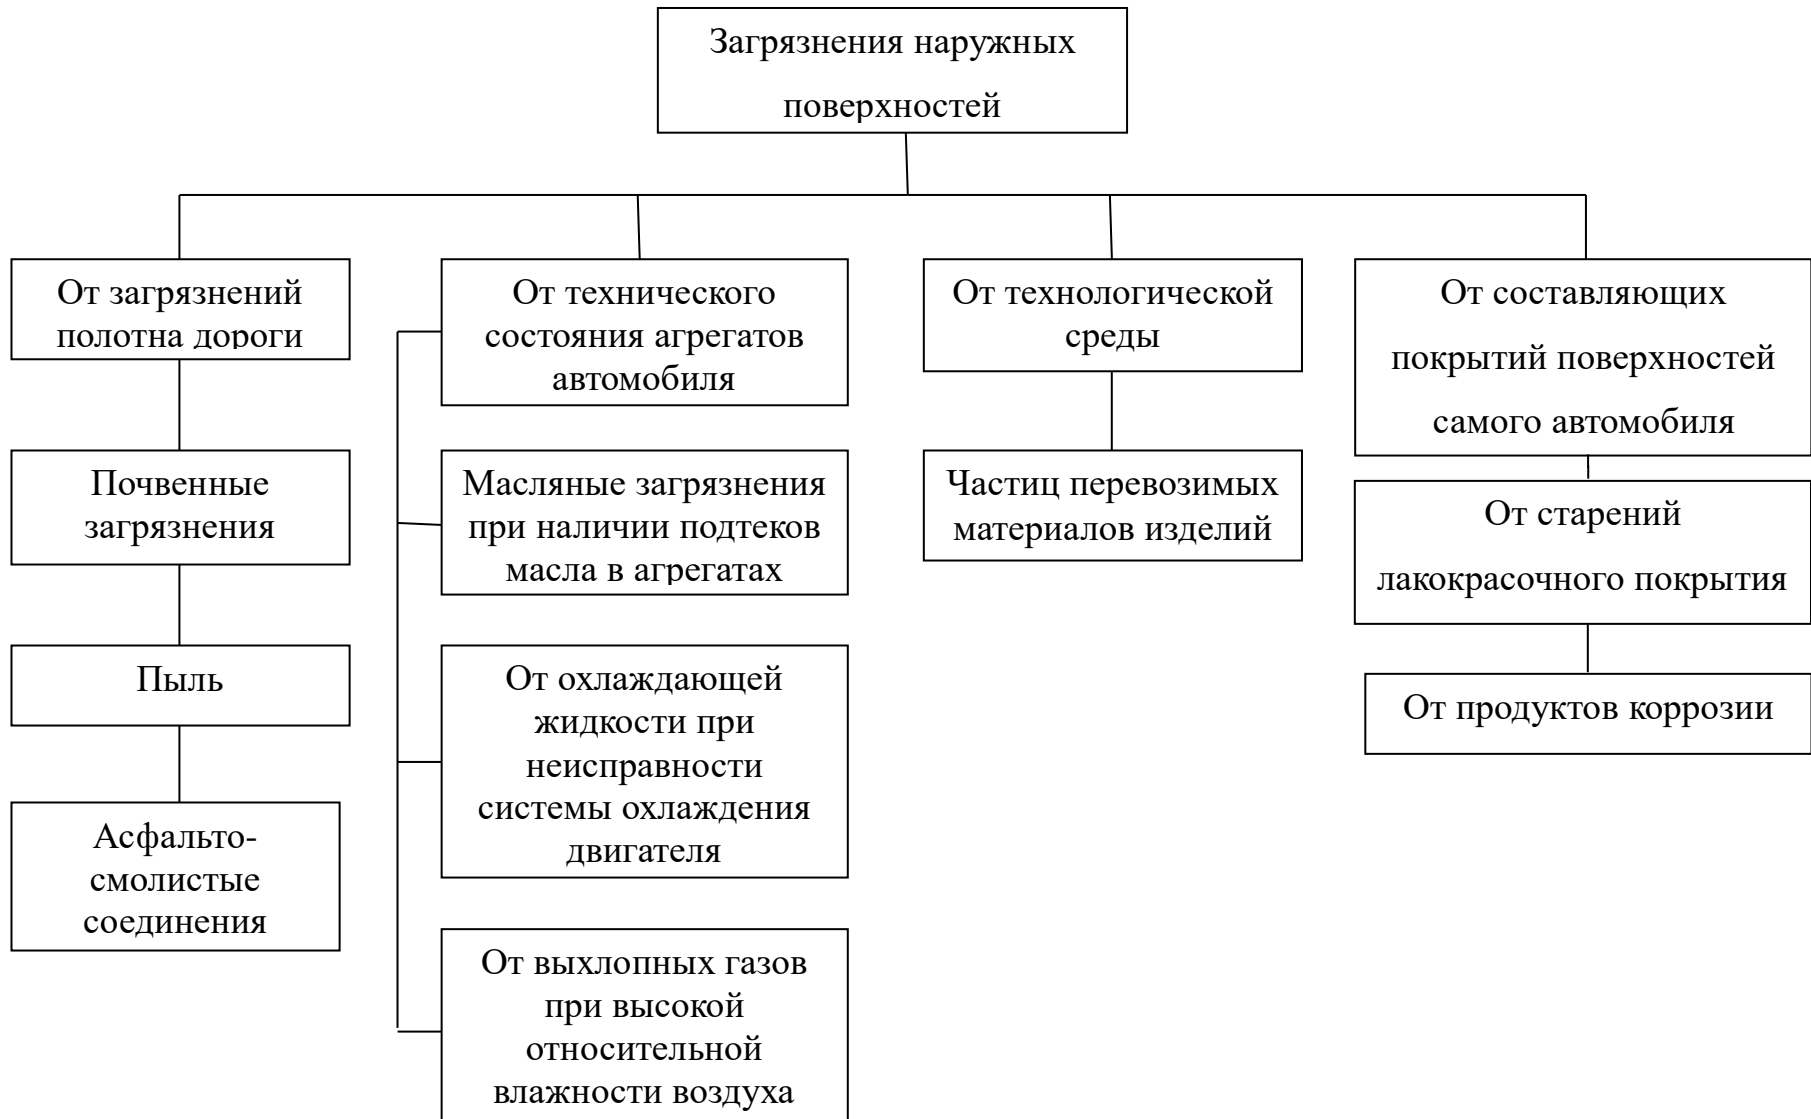 Загрязнения наружных
поверхностей
От загрязнений
полотна дороги
Почвенные
загрязнения
Пыль
Асфальто-
смолистые
соединения
От технического
состояния агрегатов
автомобиля
Масляные загрязнения
при наличии подтеков
масла в агрегатах
От охлаждающей
жидкости при
неисправности
системы охлаждения
двигателя
От выхлопных газов
при высокой
относительной
влажности воздуха
От технологической
среды
Частиц перевозимых
материалов изделий
От составляющих
покрытий поверхностей
самого автомобиля
От старений
лакокрасочного покрытия
От продуктов коррозии